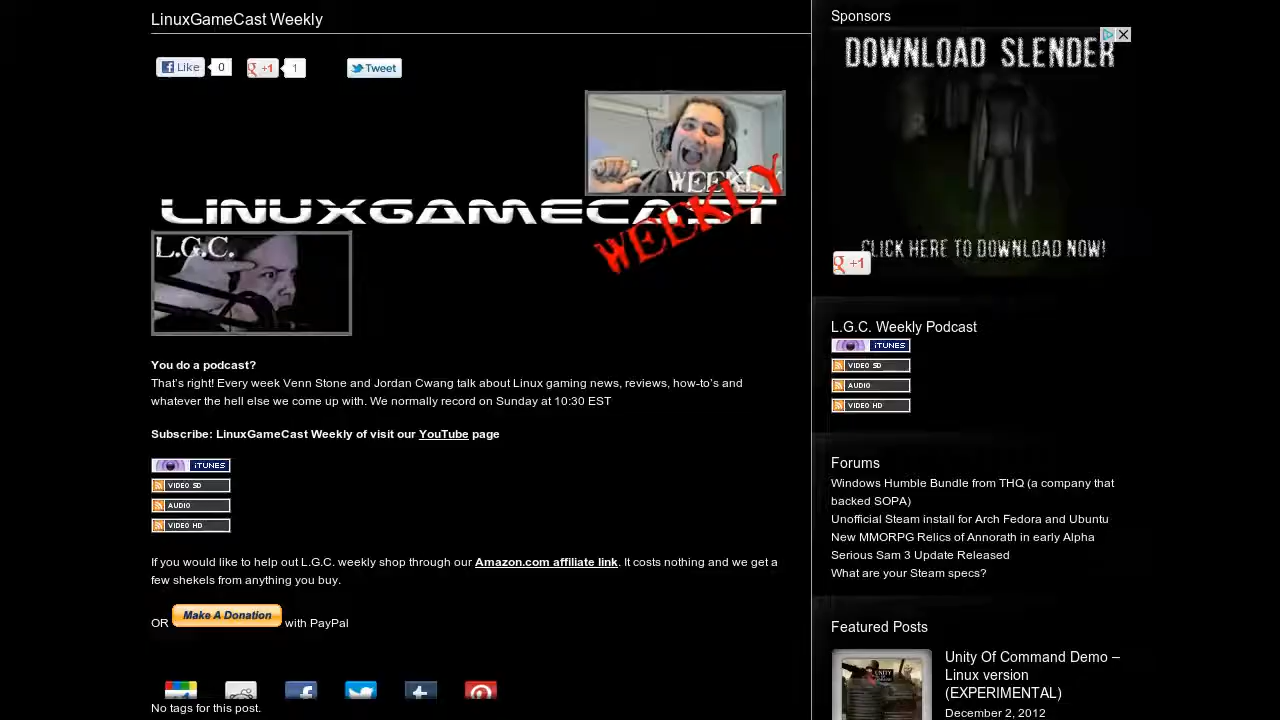 LinuxGameCast Weekly
Like 0
+1 1
Tweet
WEEKLY
LINUXGAMECAST
WEEKLY
L.G.C.
You do a podcast?
That's right! Every week Venn Stone and Jordan Cwang talk about Linux gaming news, reviews, how-to's and
whatever the hell else we come up with. We normally record on Sunday at 10:30 EST
Subscribe: LinuxGameCast Weekly of visit our YouTube page
iTUNES
VIDEO SD
AUDIO
VIDEO HD
If you would like to help out L.G.C. weekly shop through our Amazon.com affiliate link. It costs nothing and we get a
few shekels from anything you buy.
OR Make A Donation with PayPal
No tags for this post.
Sponsors
DOWNLOAD SLENDER
CLICK HERE TO DOWNLOAD NOW!
+1
L.G.C. Weekly Podcast
iTUNES
VIDEO SD
AUDIO
VIDEO HD
Forums
Windows Humble Bundle from THQ (a company that
backed SOPA)
Unofficial Steam install for Arch Fedora and Ubuntu
New MMORPG Relics of Annorath in early Alpha
Serious Sam 3 Update Released
What are your Steam specs?
Featured Posts
Unity Of Command Demo –
Linux version
(EXPERIMENTAL)
December 2, 2012